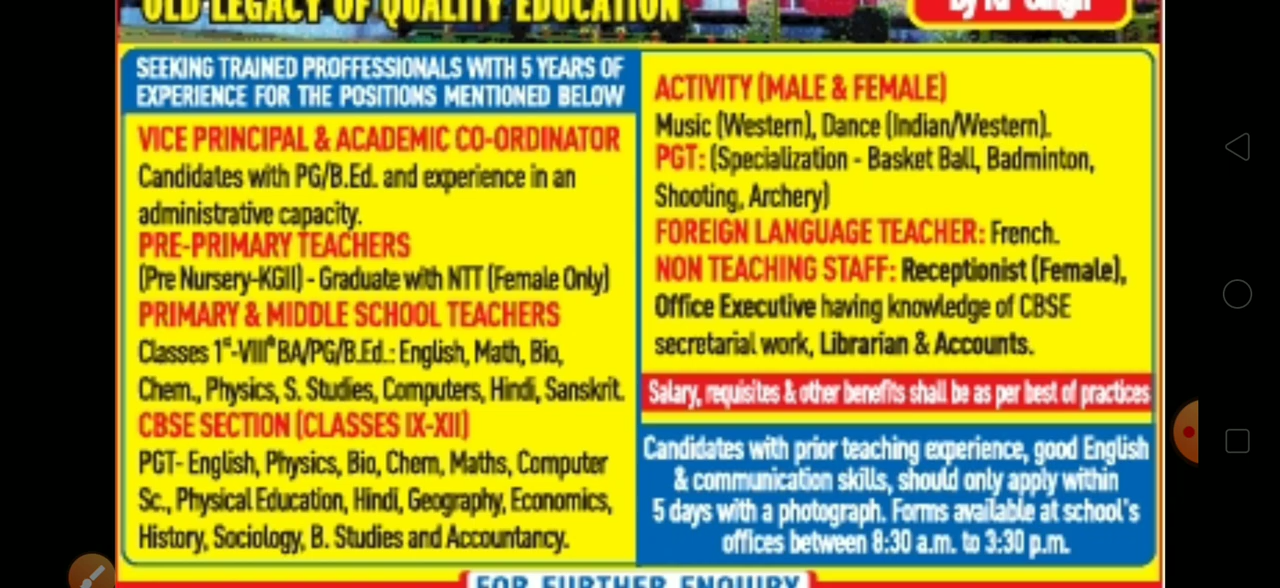 OLD LEGACY OF QUALITY EDUCATION
SEEKING TRAINED PROFFESSIONALS WITH 5 YEARS OF
EXPERIENCE FOR THE POSITIONS MENTIONED BELOW
VICE PRINCIPAL & ACADEMIC CO-ORDINATOR
Candidates with PG/B.Ed. and experience in an
administrative capacity.
PRE-PRIMARY TEACHERS
(Pre Nursery-KGII) - Graduate with NTT (Female Only)
PRIMARY & MIDDLE SCHOOL TEACHERS
Classes 1st-VIIIth BA/PG/B.Ed.: English, Math, Bio,
Chem., Physics, S. Studies, Computers, Hindi, Sanskrit.
CBSE SECTION (CLASSES IX-XII)
PGT- English, Physics, Bio, Chem, Maths, Computer
Sc., Physical Education, Hindi, Geography, Economics,
History, Sociology, B. Studies and Accountancy.
by Singh
ACTIVITY (MALE & FEMALE)
Music (Western), Dance (Indian/Western).
PGT: (Specialization - Basket Ball, Badminton,
Shooting, Archery)
FOREIGN LANGUAGE TEACHER: French.
NON TEACHING STAFF: Receptionist (Female),
Office Executive having knowledge of CBSE
secretarial work, Librarian & Accounts.
Salary, requisites & other benefits shall be as per best of practices
Candidates with prior teaching experience, good English
& communication skills, should only apply within
5 days with a photograph. Forms available at school's
offices between 8:30 a.m. to 3:30 p.m.
FOR FURTHER ENQUIRY